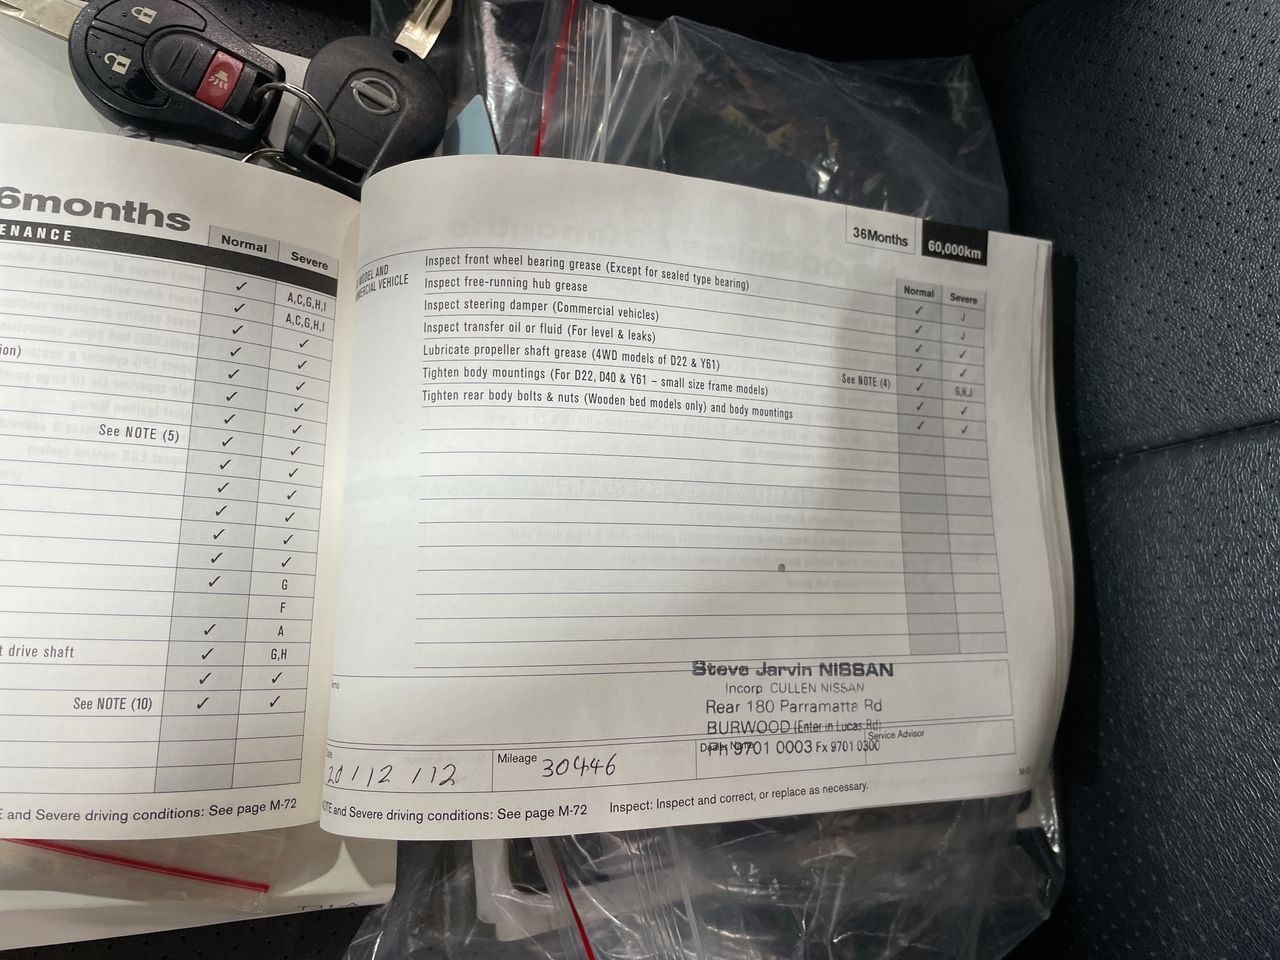 6months
ENANCE
Normal
Severe
✓ A,C,G,H,I
✓ A,C,G,H,I
✓ ✓
ion) ✓ ✓
✓ ✓
✓ ✓
✓ ✓
See NOTE (5) ✓ ✓
✓ ✓
✓ ✓
✓ ✓
✓ ✓
✓ ✓
✓ G
F
✓ A
t drive shaft ✓ G,H
✓ ✓
See NOTE (10) ✓ ✓
E and Severe driving conditions: See page M-72
36Months
60,000km
MODEL AND
VEHICLE
Normal
Severe
Inspect front wheel bearing grease (Except for sealed type bearing) ✓ J
Inspect free-running hub grease ✓ J
Inspect steering damper (Commercial vehicles) ✓ ✓
Inspect transfer oil or fluid (For level & leaks) ✓ ✓
Lubricate propeller shaft grease (4WD models of D22 & Y61) See NOTE (4) ✓ G,H,J
Tighten body mountings (For D22, D40 & Y61 – small size frame models) ✓ ✓
Tighten rear body bolts & nuts (Wooden bed models only) and body mountings ✓ ✓
Steve Jarvin NISSAN
Incorp CULLEN NISSAN
Rear 180 Parramatta Rd
BURWOOD (Enter in Lucas Rd)
Ph 9701 0003 Fx 9701 0300
20/12/12
Mileage 30446
Dealer Name
Service Advisor
NOTE and Severe driving conditions: See page M-72
Inspect: Inspect and correct, or replace as necessary.